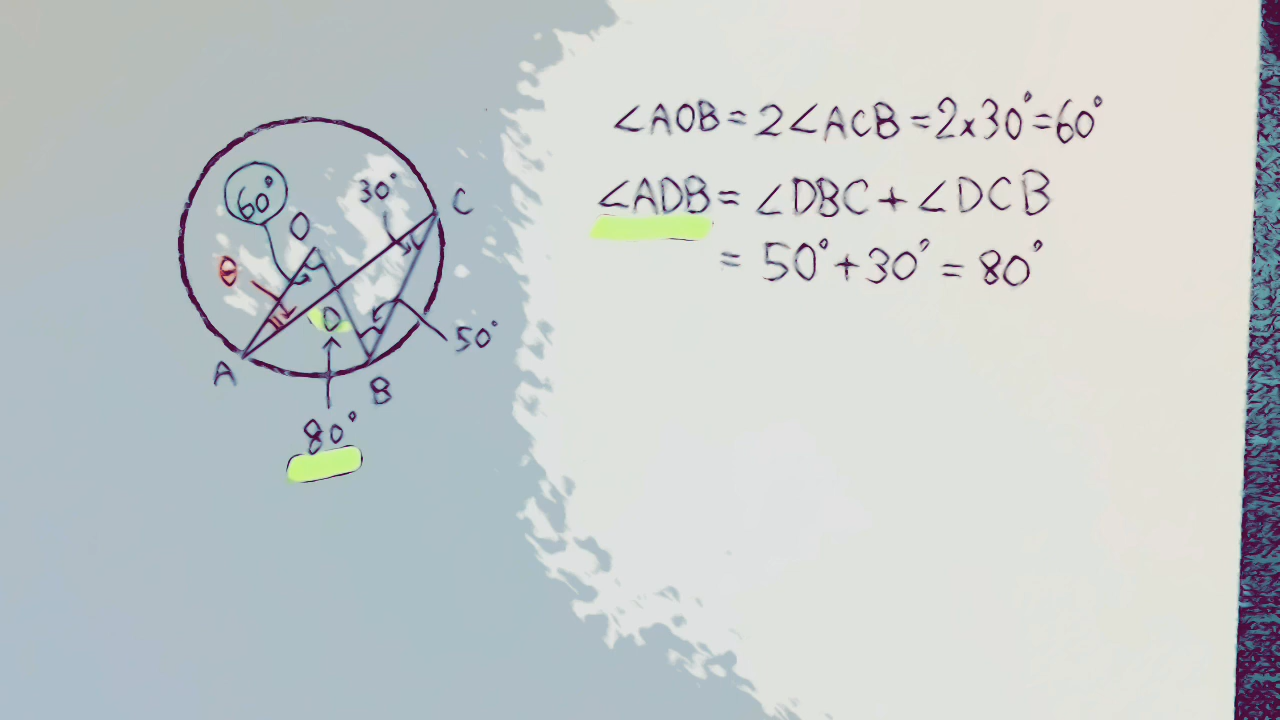 ∠AOB=2∠ACB=2×30°=60°
∠ADB=∠DBC+∠DCB
=50°+30°=80°
60°
30°
C
O
θ
D
50°
A
B
80°